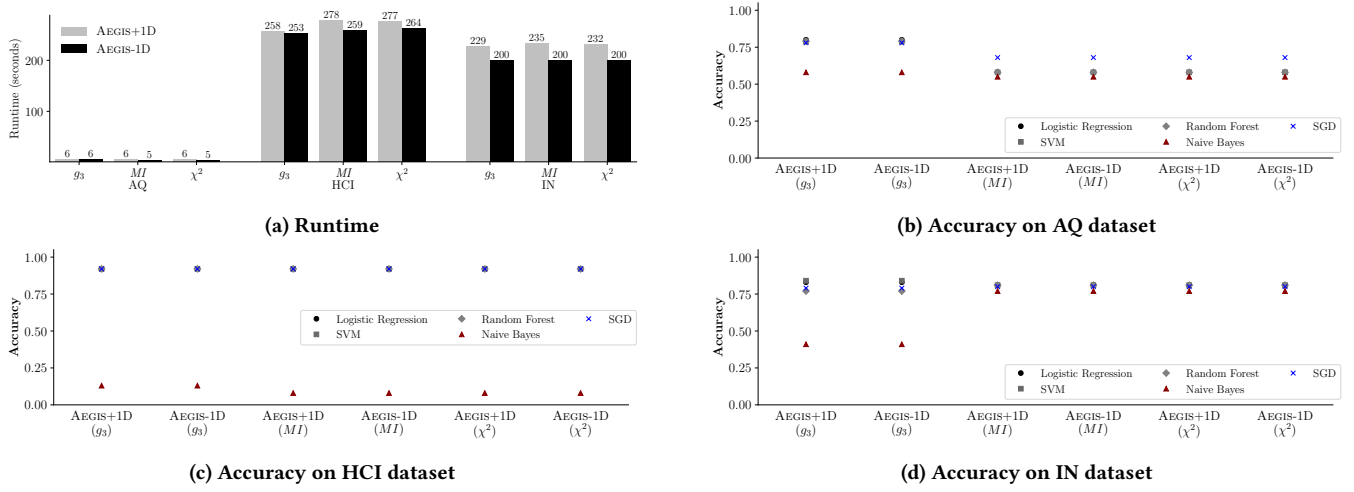 AEGIS+1D
AEGIS-1D
Runtime (seconds)
200
100
6 6 6 5 6 5
258 253 278 259 277 264
229 200 235 200 232 200
g3 MI χ2 g3 MI χ2 g3 MI χ2
AQ HCI IN
(a) Runtime
Accuracy
1.00
0.75
0.50
0.25
0.00
Logistic Regression Random Forest SGD
SVM Naive Bayes
AEGIS+1D AEGIS-1D AEGIS+1D AEGIS-1D AEGIS+1D AEGIS-1D
(g3) (g3) (MI) (MI) (χ2) (χ2)
(b) Accuracy on AQ dataset
Accuracy
1.00
0.75
0.50
0.25
0.00
Logistic Regression Random Forest SGD
SVM Naive Bayes
AEGIS+1D AEGIS-1D AEGIS+1D AEGIS-1D AEGIS+1D AEGIS-1D
(g3) (g3) (MI) (MI) (χ2) (χ2)
(c) Accuracy on HCI dataset
Accuracy
1.00
0.75
0.50
0.25
0.00
Logistic Regression Random Forest SGD
SVM Naive Bayes
AEGIS+1D AEGIS-1D AEGIS+1D AEGIS-1D AEGIS+1D AEGIS-1D
(g3) (g3) (MI) (MI) (χ2) (χ2)
(d) Accuracy on IN dataset